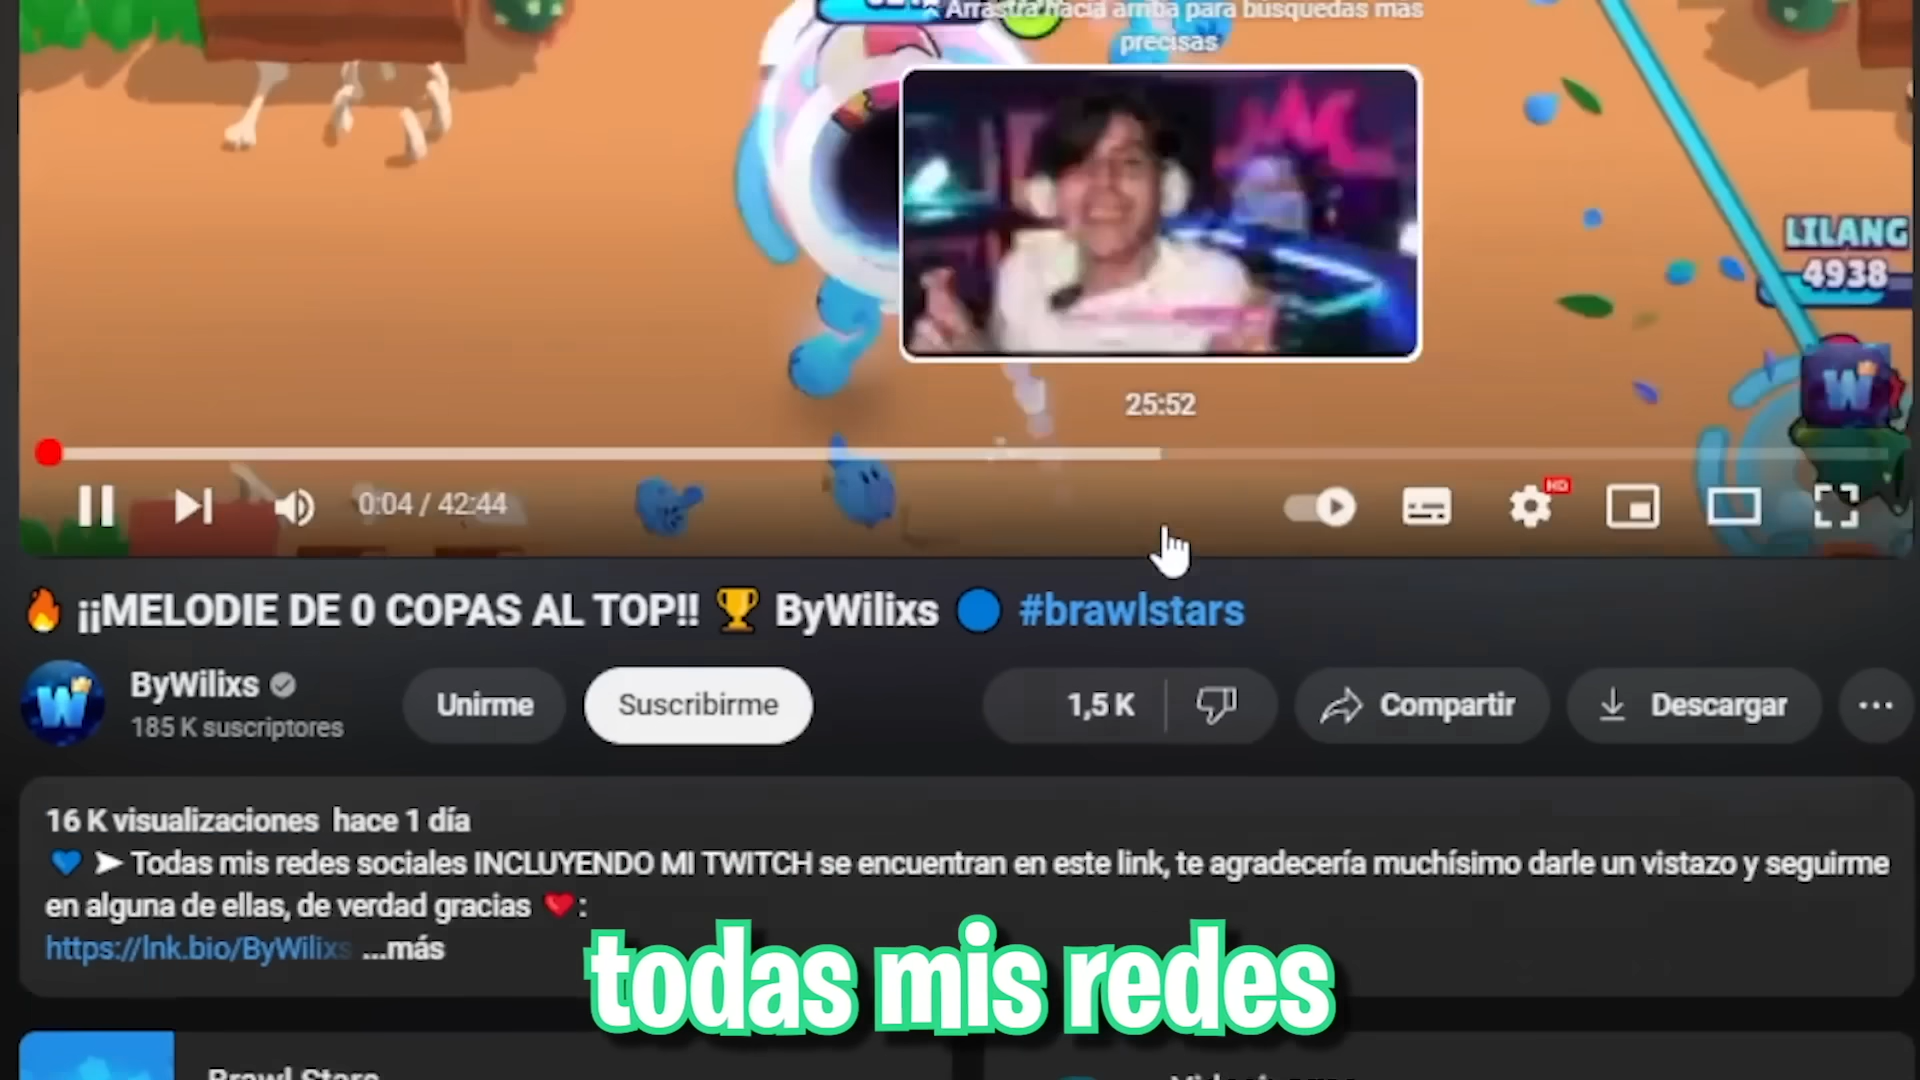 Arrastra hacia arriba para búsquedas más
precisas
LILANG
4938
W
25:52
0:04 / 42:44
HD
🔥 ¡¡MELODIE DE 0 COPAS AL TOP!! 🏆 ByWilixs 🔵 #brawlstars
W
ByWilixs
185 K suscriptores
Unirme
Suscribirme
1,5 K
Compartir
Descargar
16 K visualizaciones hace 1 día
💙 ➤ Todas mis redes sociales INCLUYENDO MI TWITCH se encuentran en este link, te agradecería muchísimo darle un vistazo y seguirme
en alguna de ellas, de verdad gracias ❤️:
https://lnk.bio/ByWilixs ...más
todas mis redes
Brawl Stars